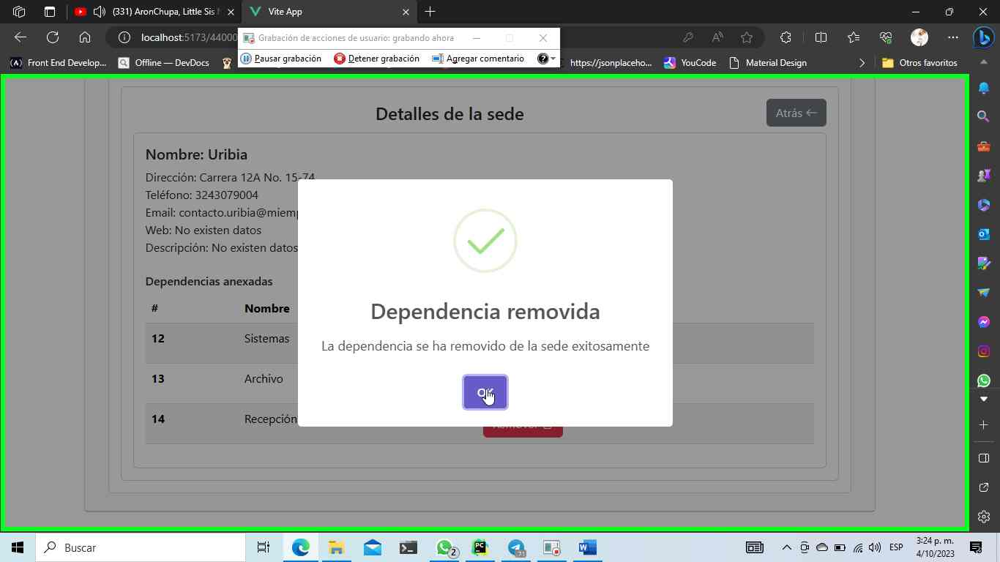 (331) AronChupa, Little Sis
Vite App
localhost:5173/44000
Grabación de acciones de usuario: grabando ahora
Pausar grabación
Detener grabación
Agregar comentario
Front End Develop...
Offline — DevDocs
https://jsonplaceho...
YouCode
Material Design
Otros favoritos
Detalles de la sede
Atrás ←
Nombre: Uribia
Dirección: Carrera 12A No. 15-74
Teléfono: 3243079004
Email: contacto.uribia@miemp
Web: No existen datos
Descripción: No existen datos
Dependencias anexadas
# Nombre
12 Sistemas
13 Archivo
14 Recepción
Dependencia removida
La dependencia se ha removido de la sede exitosamente
OK
Remover
Buscar
2
71
ESP
3:24 p. m.
4/10/2023